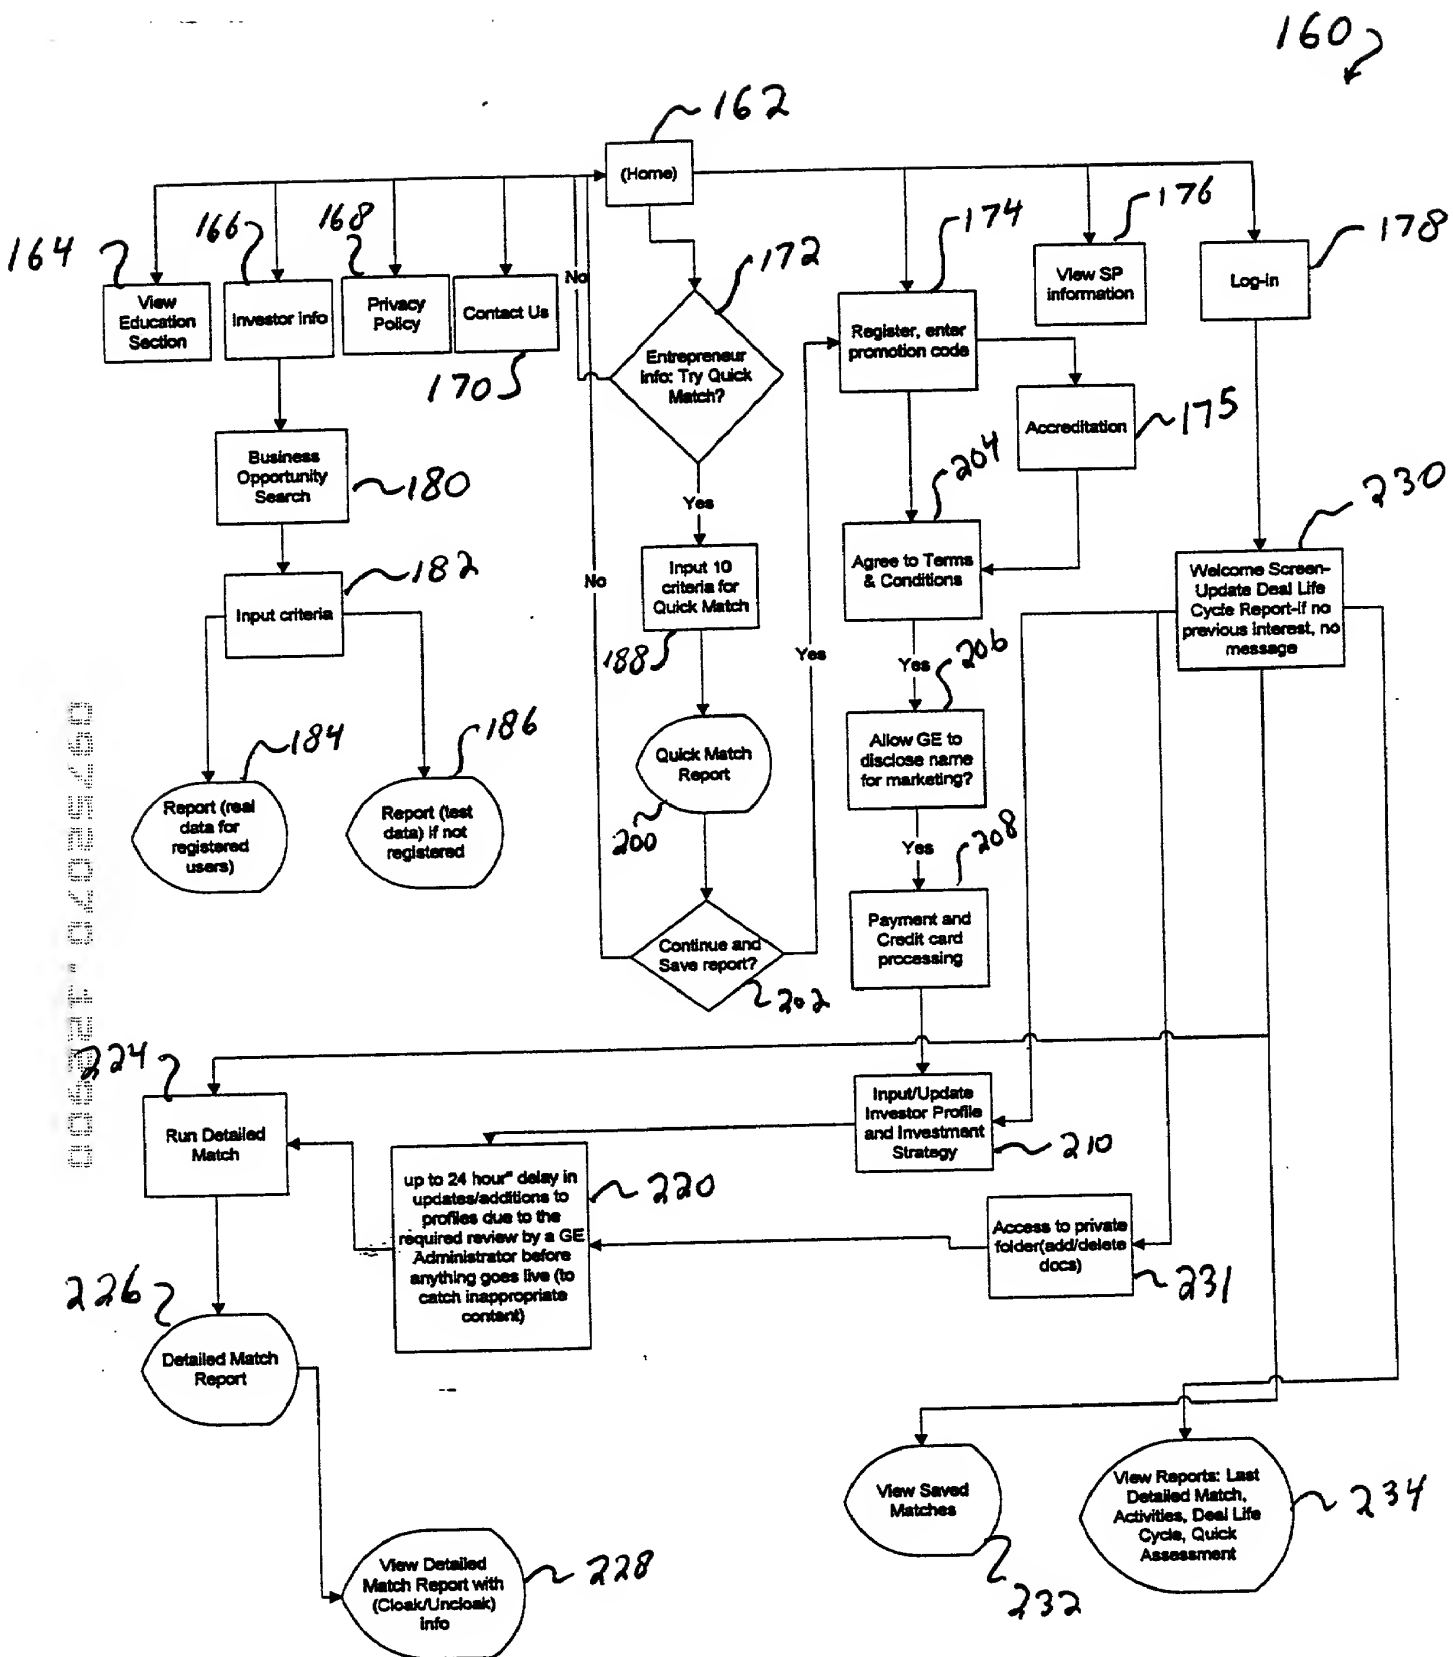 160
162
(Home)
164
166
168
172
174
176
178
View
Education
Section
Investor info
Privacy
Policy
Contact Us
170
No
Entrepreneur
info: Try Quick
Match?
Register, enter
promotion code
View SP
information
Log-in
Accreditation
175
Business
Opportunity
Search
180
Yes
204
230
Input criteria
182
No
Input 10
criteria for
Quick Match
188
Yes
Agree to Terms
& Conditions
Welcome Screen-
Update Deal Life
Cycle Report-if no
previous interest, no
message
Yes
206
184
186
Report (real
data for
registered
users)
Report (test
data) if not
registered
Quick Match
Report
200
Allow GE to
disclose name
for marketing?
Yes
208
Continue and
Save report?
202
Payment and
Credit card
processing
224
Run Detailed
Match
up to 24 hour" delay in
updates/additions to
profiles due to the
required review by a GE
Administrator before
anything goes live (to
catch inappropriate
content)
220
Input/Update
Investor Profile
and Investment
Strategy
210
Access to private
folder(add/delete
docs)
231
226
Detailed Match
Report
View Detailed
Match Report with
(Cloak/Uncloak)
info
228
View Saved
Matches
232
View Reports: Last
Detailed Match,
Activities, Deal Life
Cycle, Quick
Assessment
234